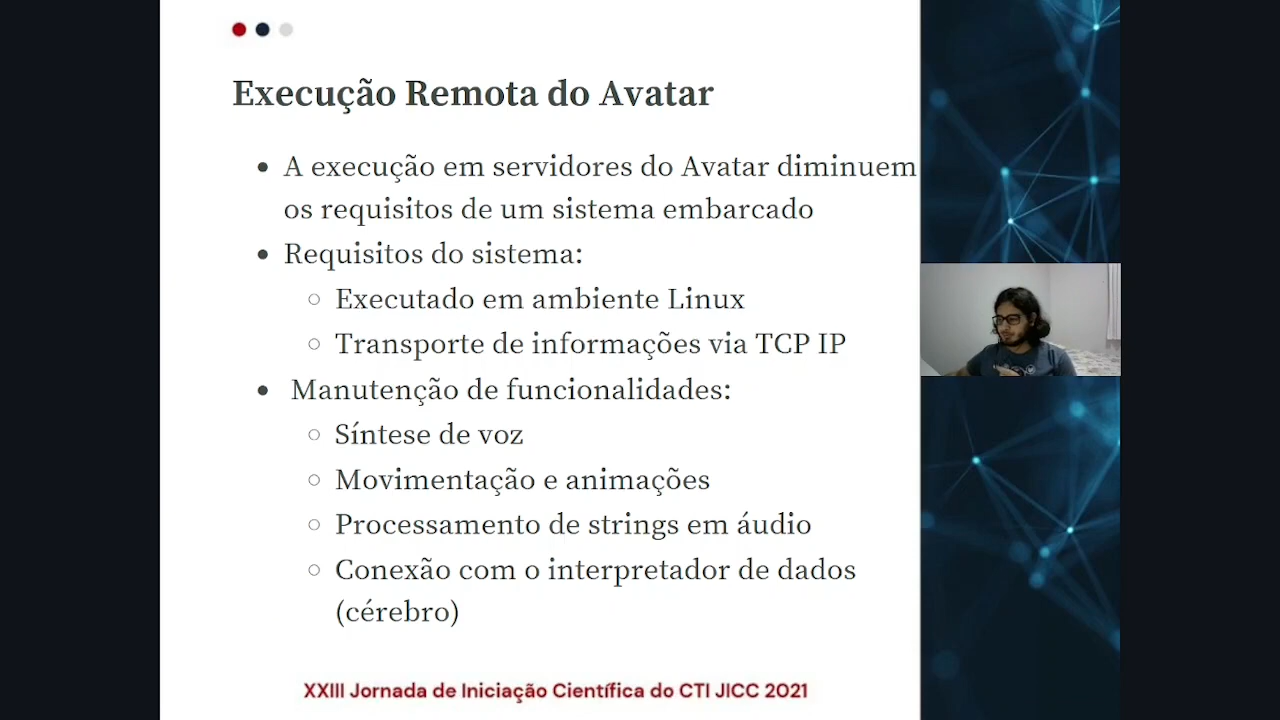 Execução Remota do Avatar
A execução em servidores do Avatar diminuem
os requisitos de um sistema embarcado
Requisitos do sistema:
Executado em ambiente Linux
Transporte de informações via TCP IP
Manutenção de funcionalidades:
Síntese de voz
Movimentação e animações
Processamento de strings em áudio
Conexão com o interpretador de dados
(cérebro)
XXIII Jornada de Iniciação Científica do CTI JICC 2021